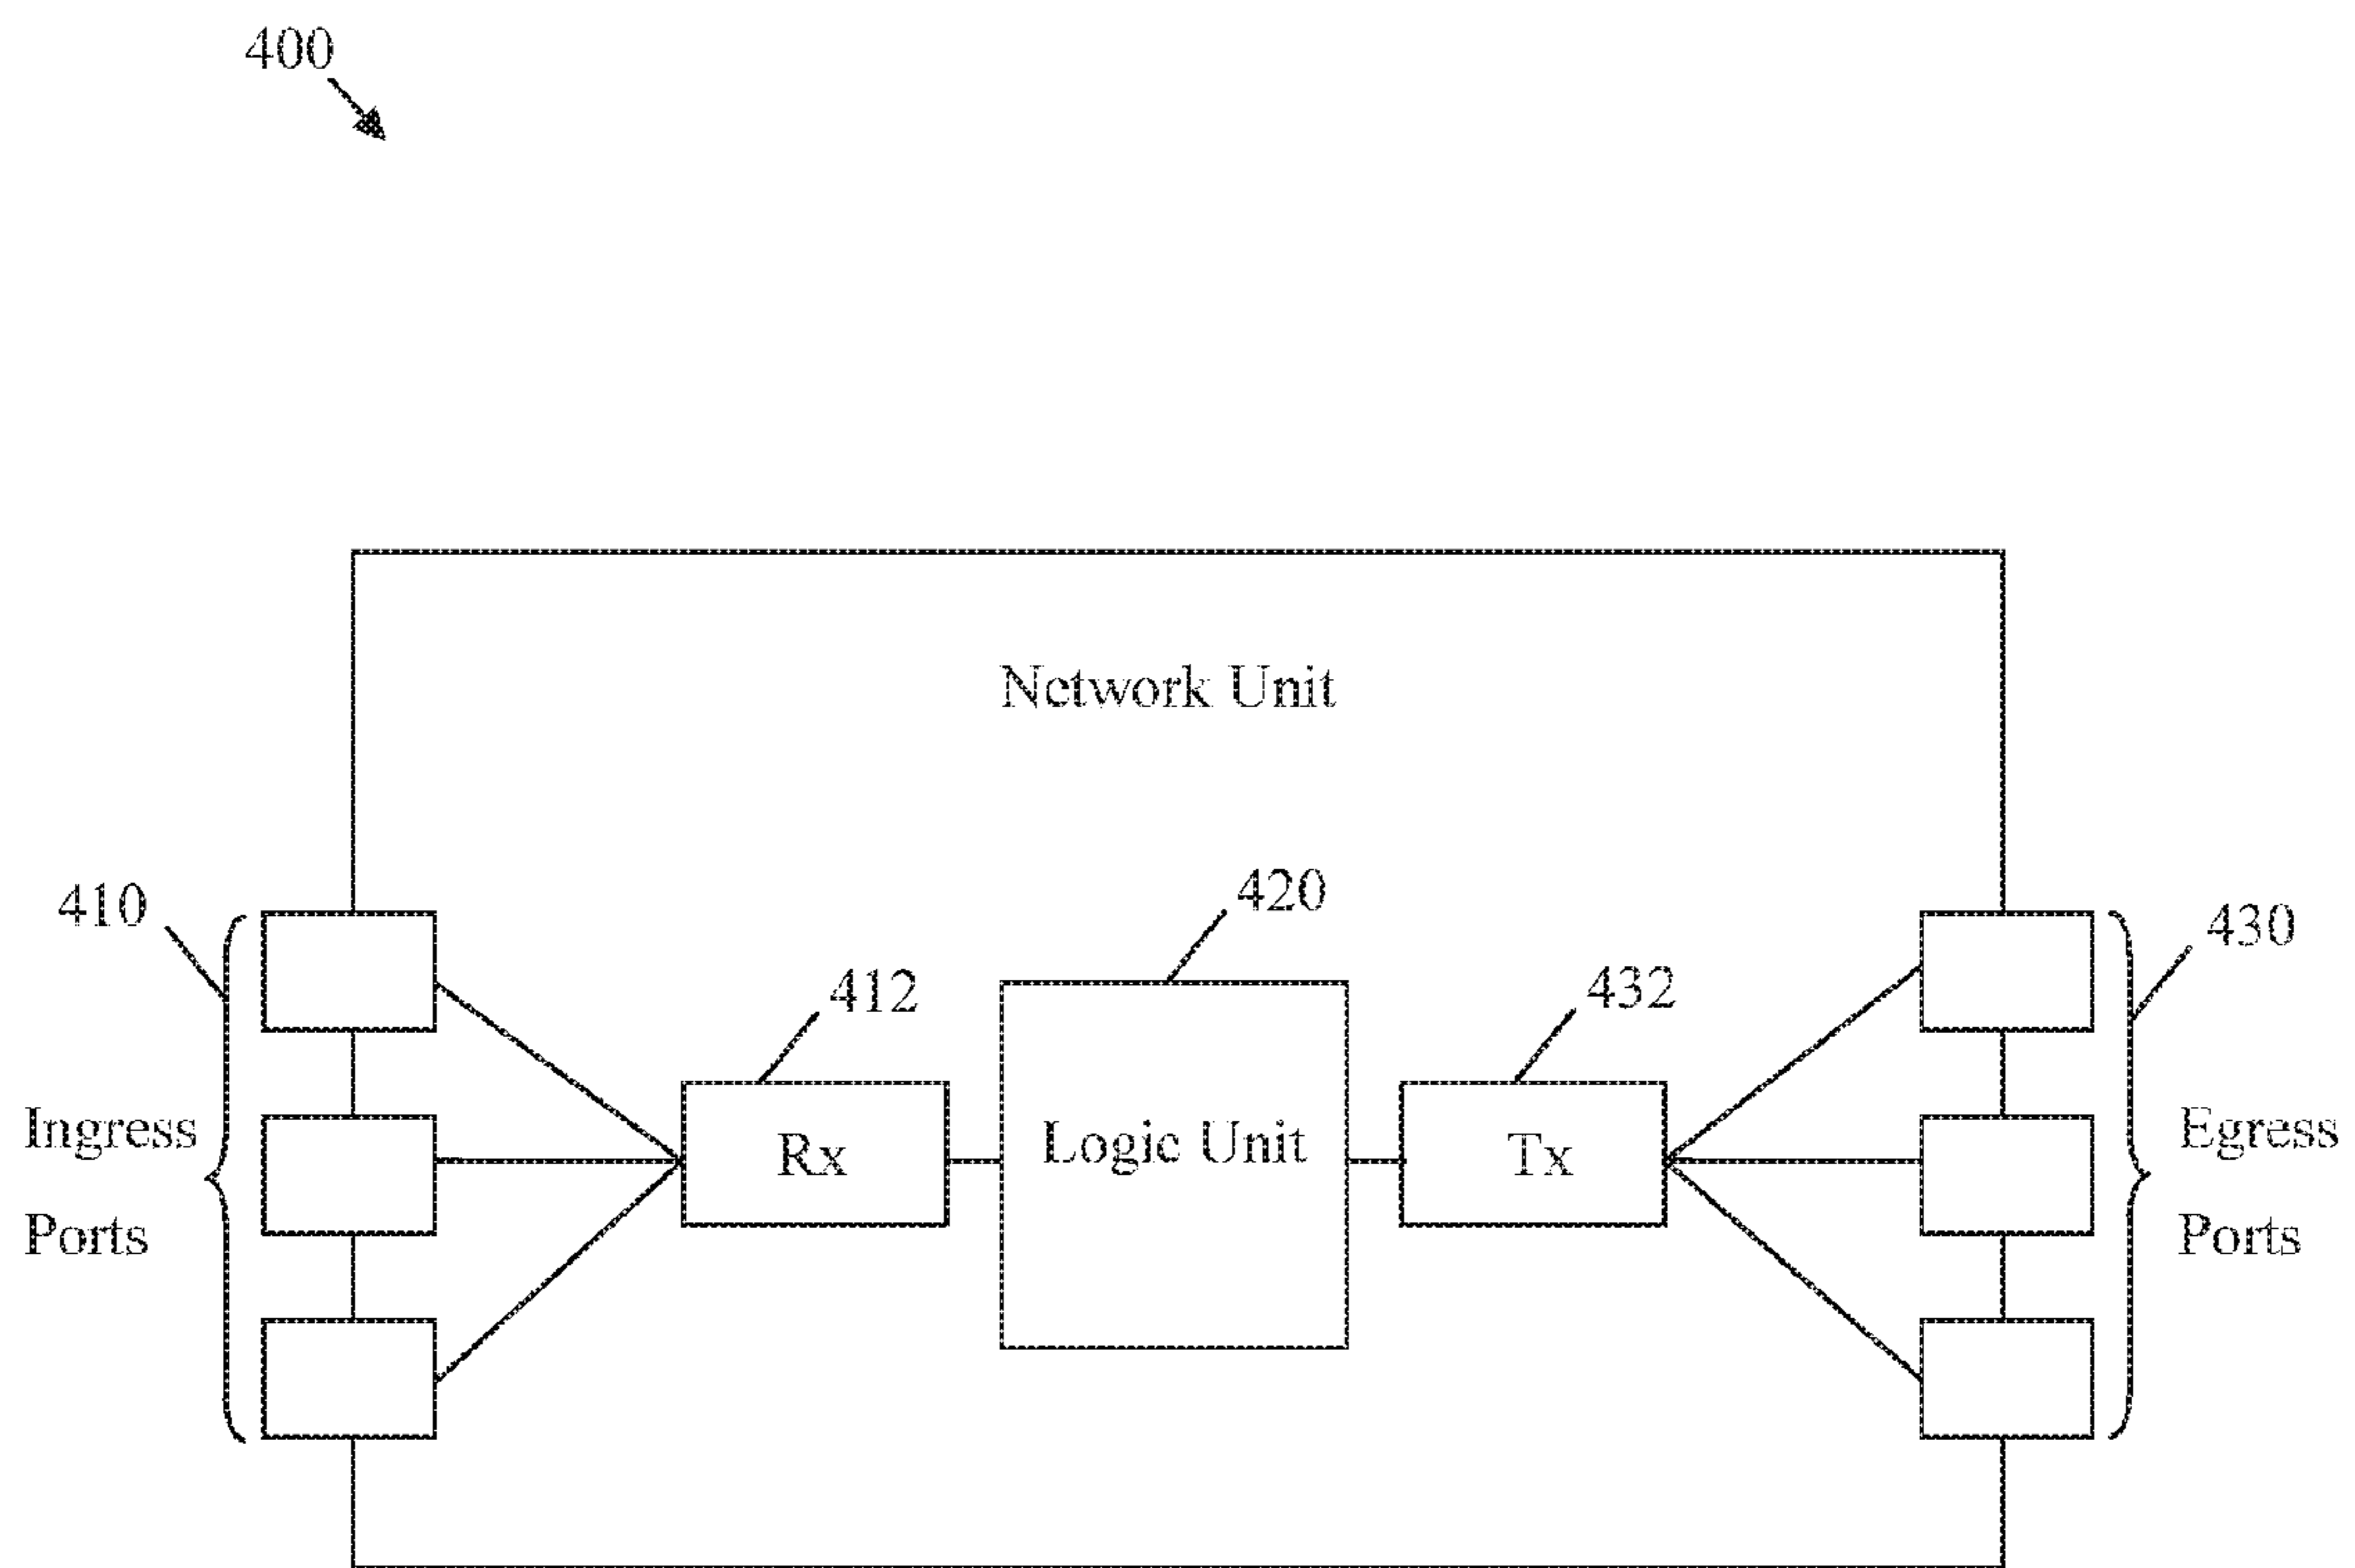 400
Network Unit
410
420
430
412
432
Ingress
Ports
Rx
Logic Unit
Tx
Egress
Ports